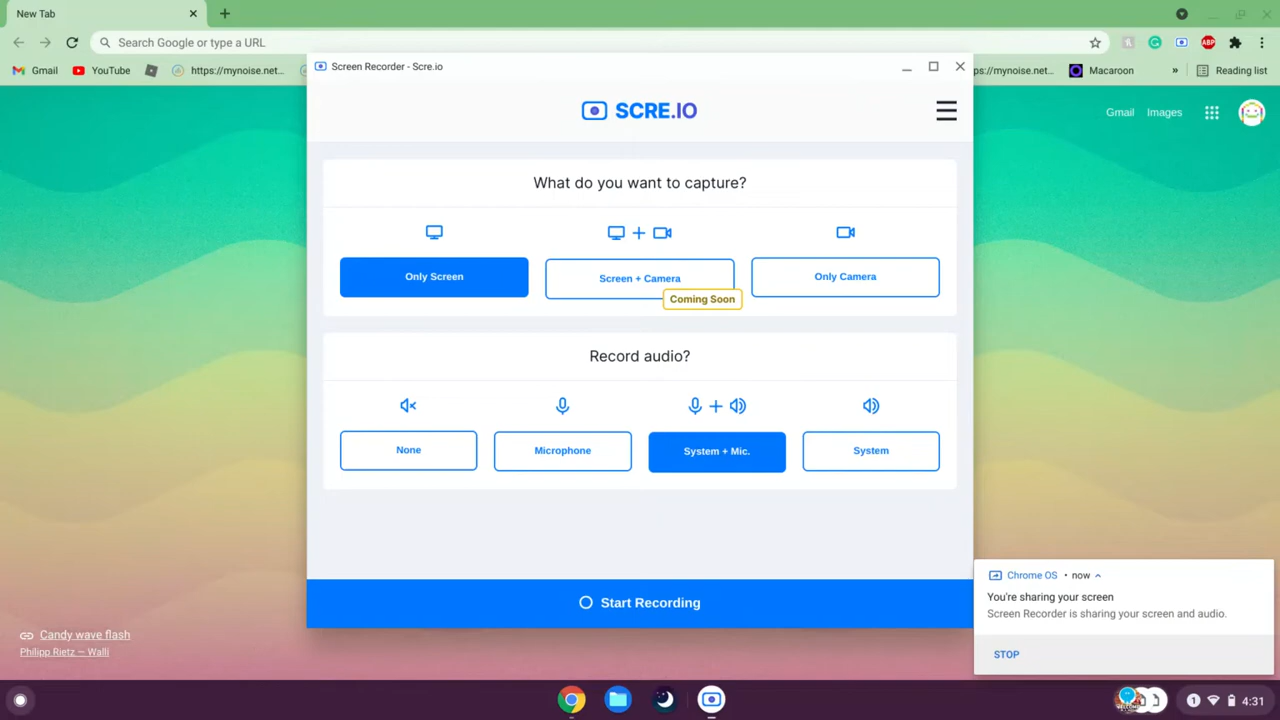 New Tab
Search Google or type a URL
ABP
Gmail
YouTube
https://mynoise.net...
ps://mynoise.net...
Macaroon
»
Reading list
Screen Recorder - Scre.io
Gmail
Images
SCRE.IO
What do you want to capture?
Only Screen
Screen + Camera
Only Camera
Coming Soon
Record audio?
None
Microphone
System + Mic.
System
Start Recording
Chrome OS • now
You're sharing your screen
Screen Recorder is sharing your screen and audio.
STOP
Candy wave flash
Philipp Rietz — Walli
1
4:31